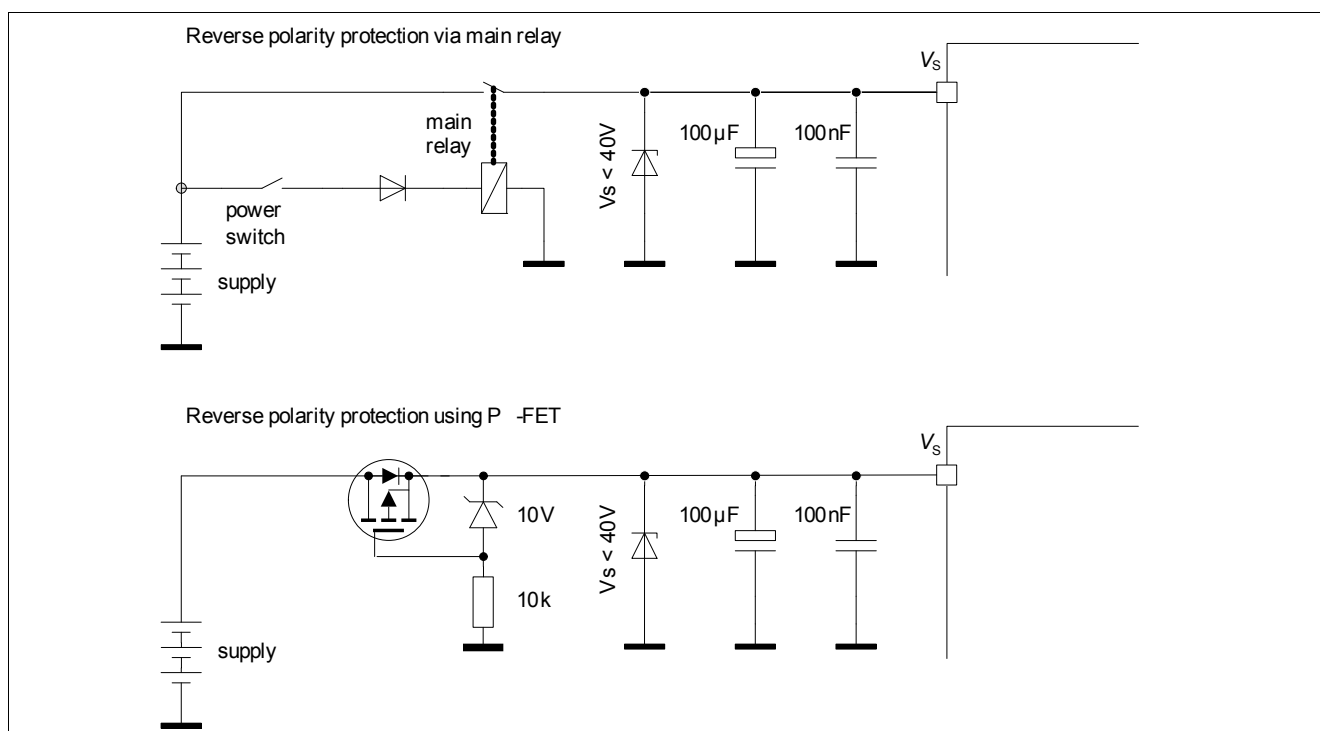 Reverse polarity protection via main relay
VS
main
relay
Vs < 40V
100µF
100nF
power
switch
supply
Reverse polarity protection using P -FET
VS
10V
Vs < 40V
100µF
100nF
10k
supply